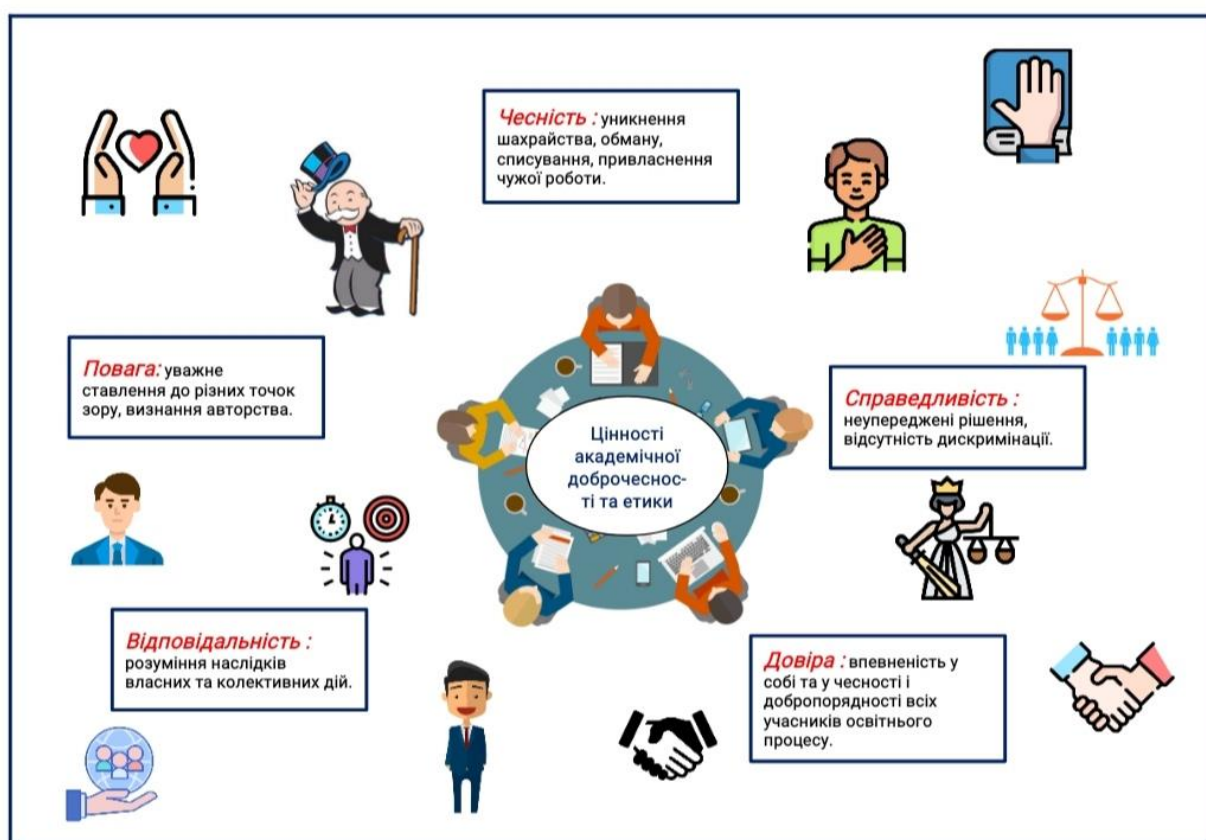 Чесність : уникнення
шахрайства, обману,
списування, привласнення
чужої роботи.
Повага: уважне
ставлення до різних точок
зору, визнання авторства.
Цінності
академічної
доброчеснос-
ті та етики
Справедливість :
неупереджені рішення,
відсутність дискримінації.
Відповідальність :
розуміння наслідків
власних та колективних дій.
Довіра : впевненість у
собі та у чесності і
добропорядності всіх
учасників освітнього
процесу.